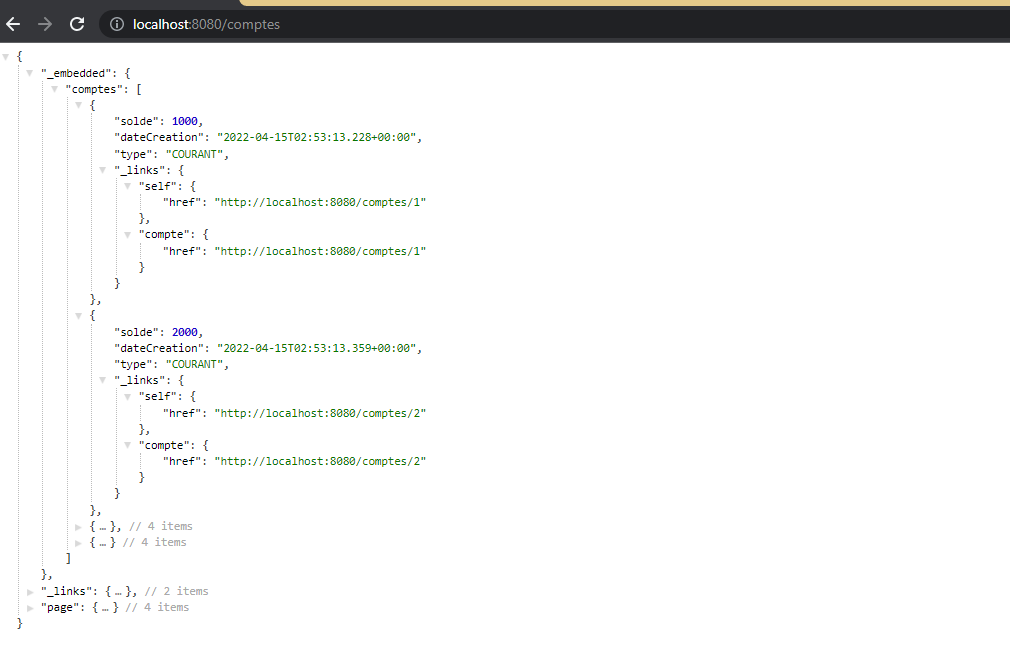 localhost:8080/comptes
{
"_embedded": {
"comptes": [
{
"solde": 1000,
"dateCreation": "2022-04-15T02:53:13.228+00:00",
"type": "COURANT",
"_links": {
"self": {
"href": "http://localhost:8080/comptes/1"
},
"compte": {
"href": "http://localhost:8080/comptes/1"
}
}
},
{
"solde": 2000,
"dateCreation": "2022-04-15T02:53:13.359+00:00",
"type": "COURANT",
"_links": {
"self": {
"href": "http://localhost:8080/comptes/2"
},
"compte": {
"href": "http://localhost:8080/comptes/2"
}
}
},
{ … }, // 4 items
{ … } // 4 items
]
},
"_links": { … }, // 2 items
"page": { … } // 4 items
}